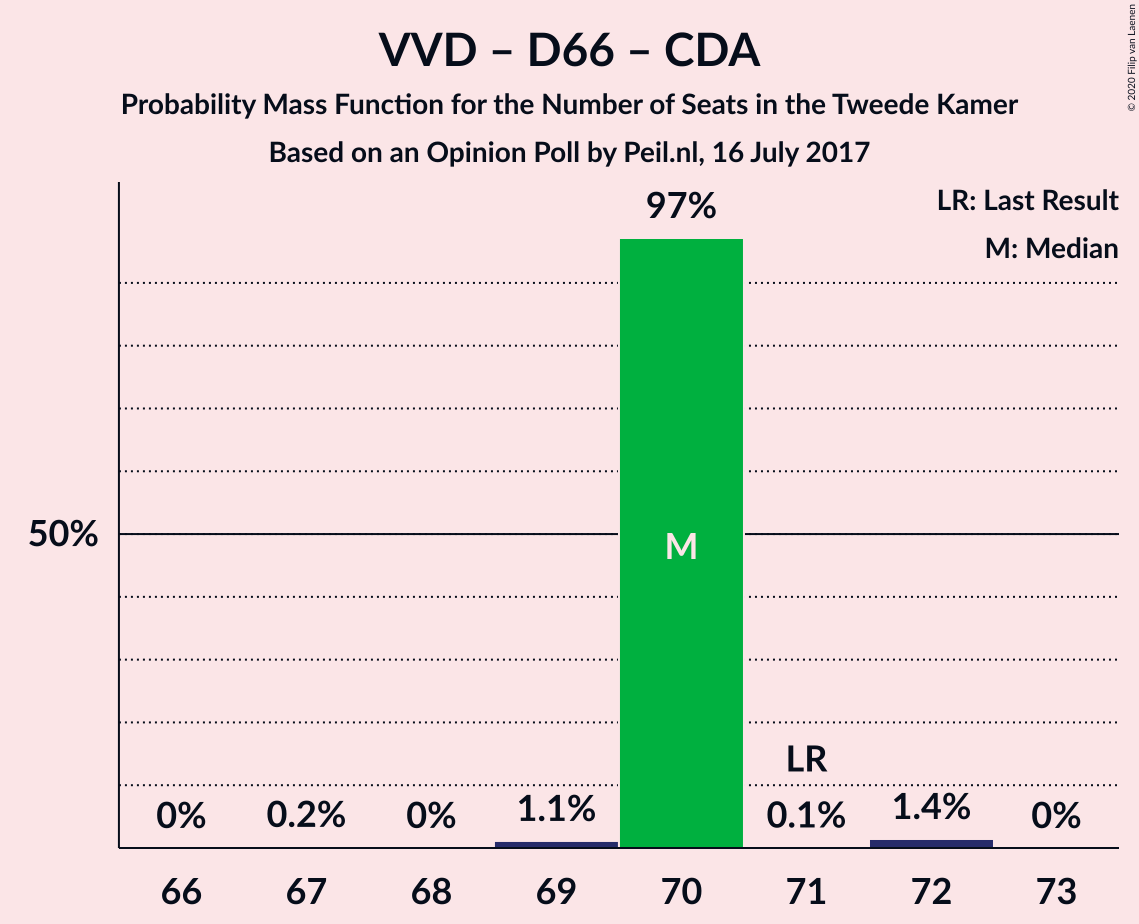 VVD – D66 – CDA
Probability Mass Function for the Number of Seats in the Tweede Kamer
Based on an Opinion Poll by Peil.nl, 16 July 2017
© 2020 Filip van Laenen
LR: Last Result
M: Median
97%
50%
M
LR
0% 0.2% 0% 1.1% 0.1% 1.4% 0%
66 67 68 69 70 71 72 73